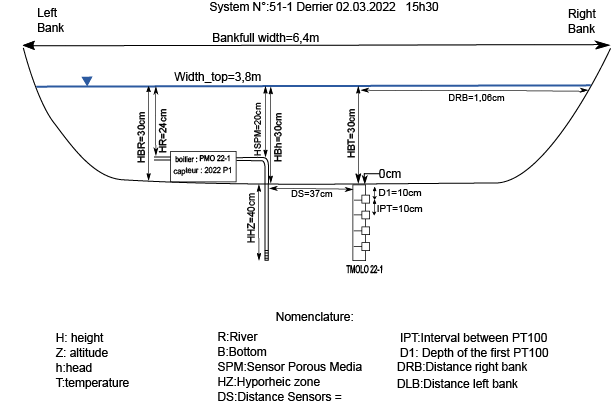 System N°:51-1 Derrier 02.03.2022 15h30
Left
Bank
Right
Bank
Bankfull width=6,4m
Width_top=3,8m
DRB=1,06cm
HBR=30cm
HR=24cm
HSPM=20cm
HBh=30cm
HBT=30cm
boiller : PMO 22-1
capteur : 2022 P1
0cm
DS=37cm
D1=10cm
IPT=10cm
HHZ=40cm
TMOLO 22-1
Nomenclature:
H: height
Z: altitude
h:head
T:temperature
R:River
B:Bottom
SPM:Sensor Porous Media
HZ:Hyporheic zone
DS:Distance Sensors =
IPT:Interval between PT100
D1: Depth of the first PT100
DRB:Distance right bank
DLB:Distance left bank